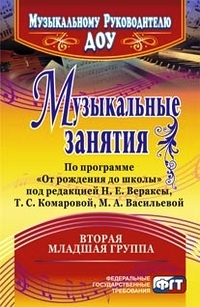 Музыкальному Руководителю
ДОУ
Музыкальные
занятия
По программе
«От рождения до школы»
под редакцией Н. Е. Вераксы,
Т. С. Комаровой, М. А. Васильевой
ВТОРАЯ
МЛАДШАЯ ГРУППА
ФЕДЕРАЛЬНЫЕ
ГОСУДАРСТВЕННЫЕ
ТРЕБОВАНИЯ
ФГТ